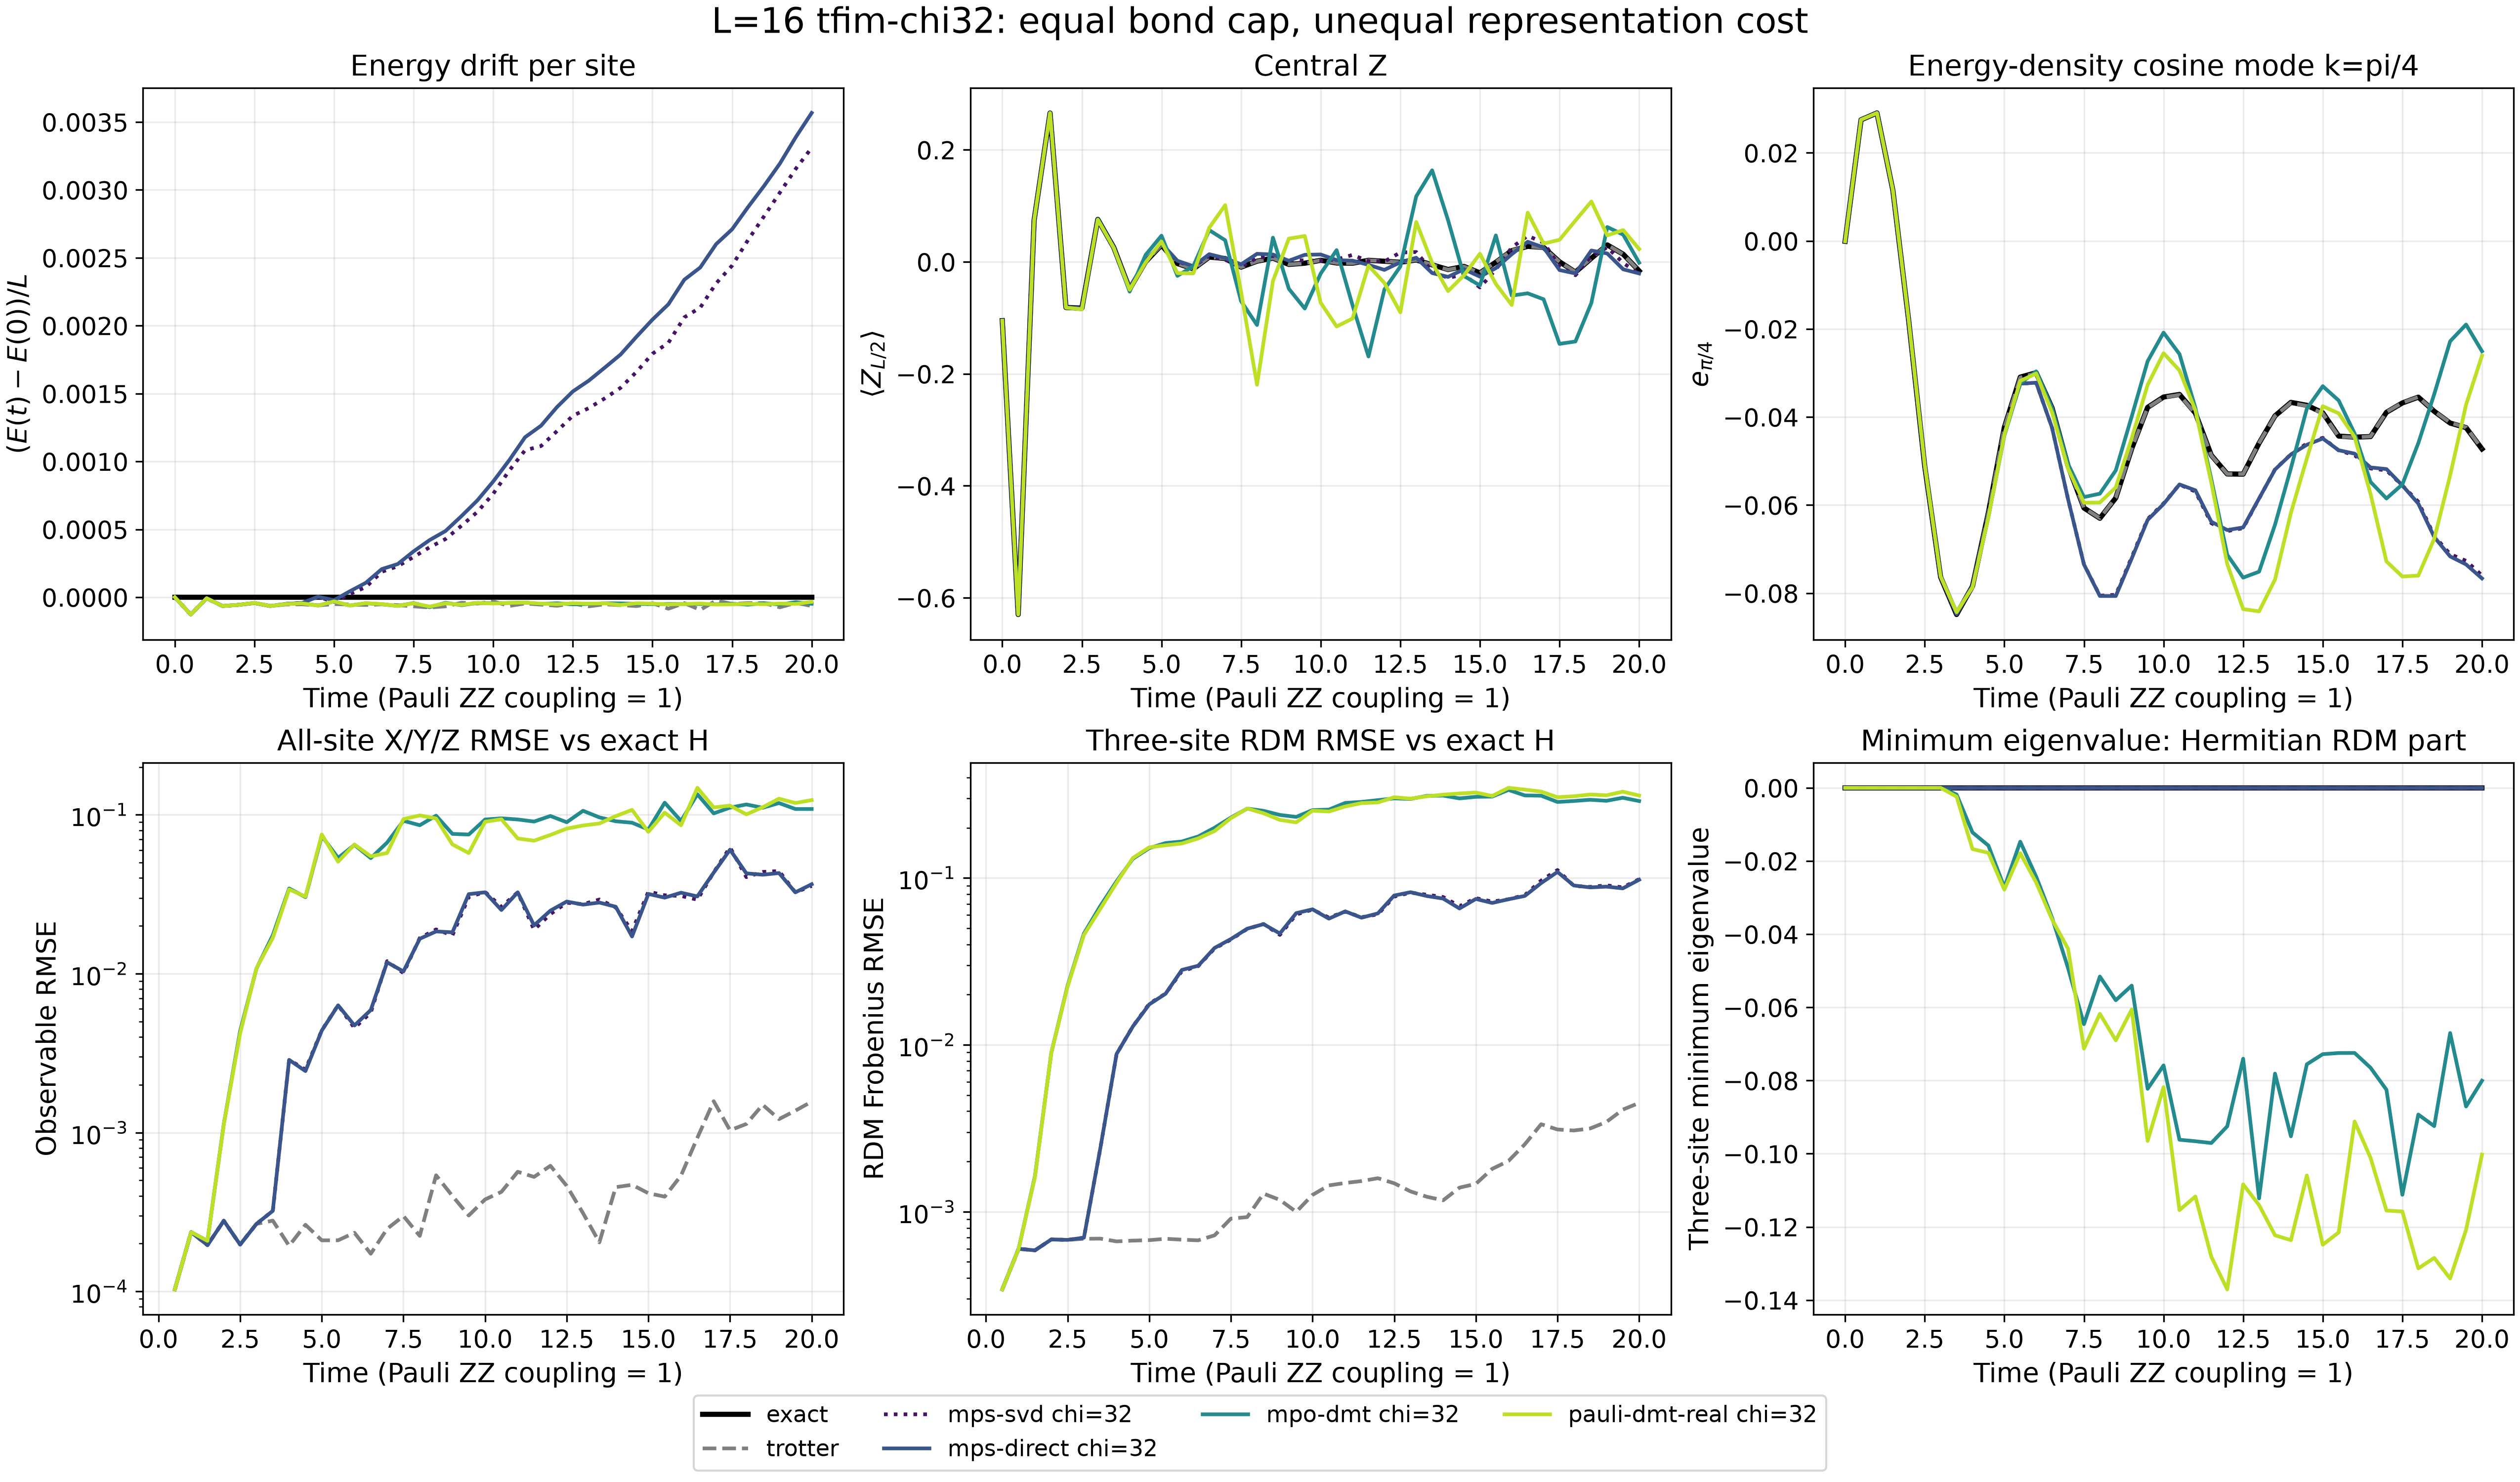 L=16 tfim-chi32: equal bond cap, unequal representation cost
Energy drift per site
(E(t) − E(0))/L
0.0035
0.0030
0.0025
0.0020
0.0015
0.0010
0.0005
0.0000
0.0 2.5 5.0 7.5 10.0 12.5 15.0 17.5 20.0
Time (Pauli ZZ coupling = 1)
Central Z
⟨Z_{L/2}⟩
0.2
0.0
−0.2
−0.4
−0.6
0.0 2.5 5.0 7.5 10.0 12.5 15.0 17.5 20.0
Time (Pauli ZZ coupling = 1)
Energy-density cosine mode k=pi/4
e_{π/4}
0.02
0.00
−0.02
−0.04
−0.06
−0.08
0.0 2.5 5.0 7.5 10.0 12.5 15.0 17.5 20.0
Time (Pauli ZZ coupling = 1)
All-site X/Y/Z RMSE vs exact H
Observable RMSE
10⁻¹
10⁻²
10⁻³
10⁻⁴
0.0 2.5 5.0 7.5 10.0 12.5 15.0 17.5 20.0
Time (Pauli ZZ coupling = 1)
Three-site RDM RMSE vs exact H
RDM Frobenius RMSE
10⁻¹
10⁻²
10⁻³
0.0 2.5 5.0 7.5 10.0 12.5 15.0 17.5 20.0
Time (Pauli ZZ coupling = 1)
Minimum eigenvalue: Hermitian RDM part
Three-site minimum eigenvalue
0.00
−0.02
−0.04
−0.06
−0.08
−0.10
−0.12
−0.14
0.0 2.5 5.0 7.5 10.0 12.5 15.0 17.5 20.0
Time (Pauli ZZ coupling = 1)
exact
trotter
mps-svd chi=32
mps-direct chi=32
mpo-dmt chi=32
pauli-dmt-real chi=32